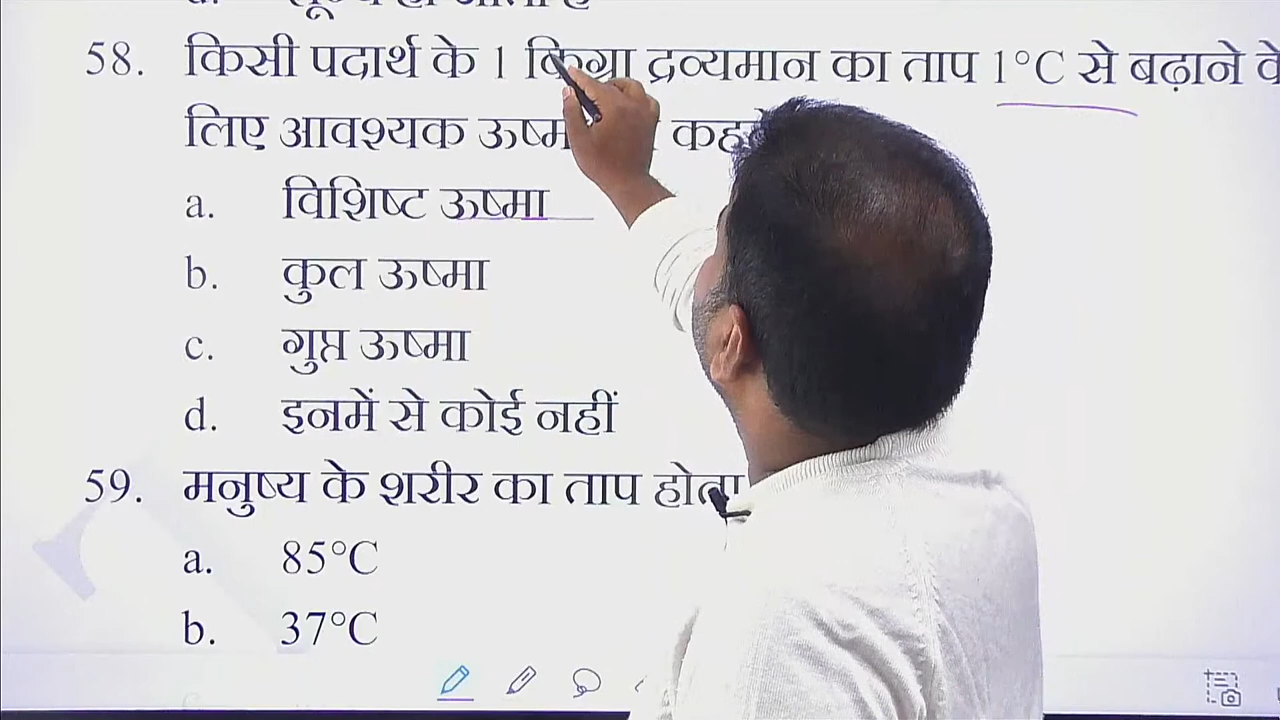 58. किसी पदार्थ के 1 किग्रा द्रव्यमान का ताप 1°C से बढ़ाने
लिए आवश्यक
a. विशिष्ट ऊष्मा
b. कुल ऊष्मा
c. गुप्त ऊष्मा
d. इनमें से कोई नहीं
59. मनुष्य के शरीर का ताप होता
a. 85°C
b. 37°C